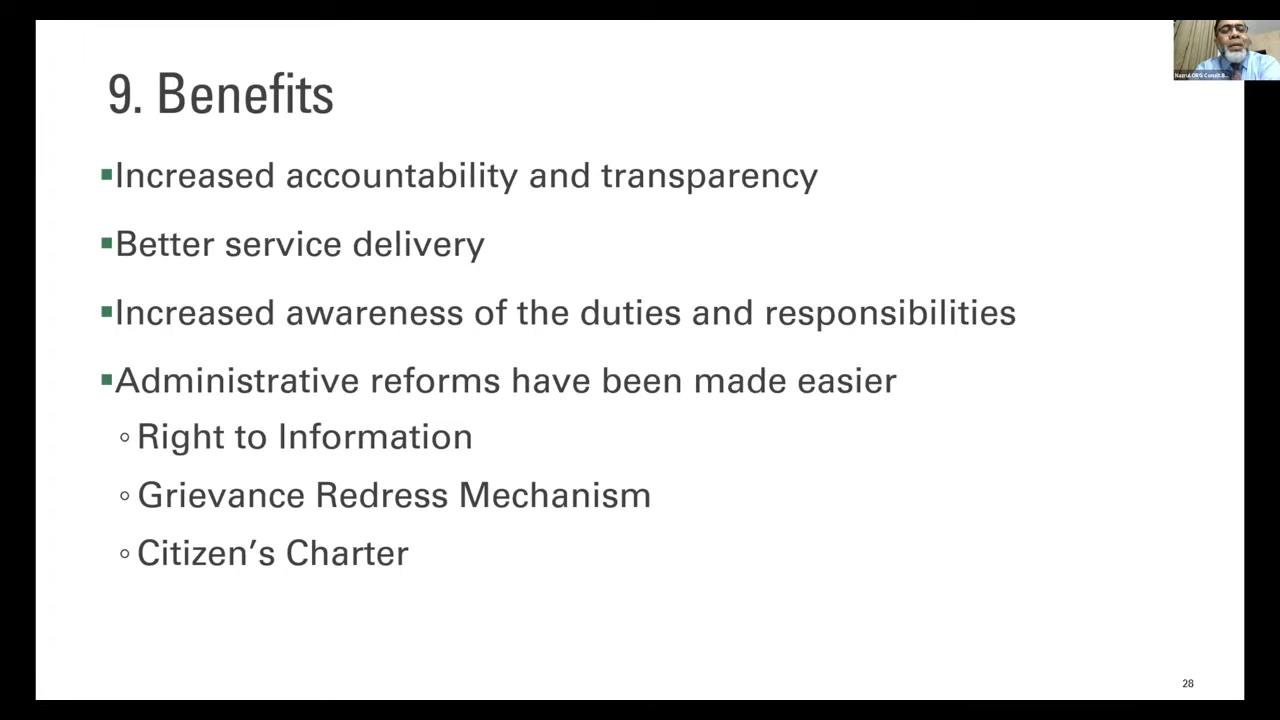 9. Benefits
▪Increased accountability and transparency
▪Better service delivery
▪Increased awareness of the duties and responsibilities
▪Administrative reforms have been made easier
◦Right to Information
◦Grievance Redress Mechanism
◦Citizen’s Charter
28